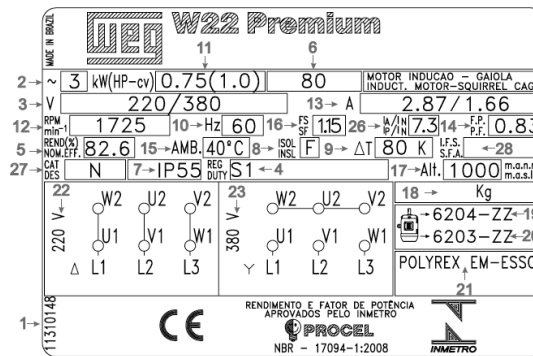 MADE IN BRAZIL
WEG W22 Premium
11 6
2 ~ 3 kW(HP-cv) 0.75(1.0) 80 MOTOR INDUCAO - GAIOLA
INDUCT. MOTOR-SQUIRREL CAG
3 V 220/380 13 A 2.87/1.66
12 RPM min-1 1725 10 Hz 60 16 FS SF 1.15 26 IA/IN IP/IN 7.3 14 F.P. P.F. 0.83
5 REND(%) NOM.EFF. 82.6 15 AMB. 40°C 8 ISOL INSL F 9 ΔT 80 K I.F.S. S.F.A. 28
27 CAT DES N 7 IP55 REG DUTY S1 4 17 Alt. 1000 m.a.n.m m.a.s.l
22 23 18 Kg
220 V W2 U2 V2 380 V W2 U2 V2
6204-ZZ 19
U1 V1 W1 U1 V1 W1
6203-ZZ 20
Δ L1 L2 L3 Y L1 L2 L3
POLYREX EM-ESSO
21
1 11310148
CE
RENDIMENTO E FATOR DE POTÊNCIA
APROVADOS PELO INMETRO
PROCEL
NBR - 17094-1:2008
INMETRO